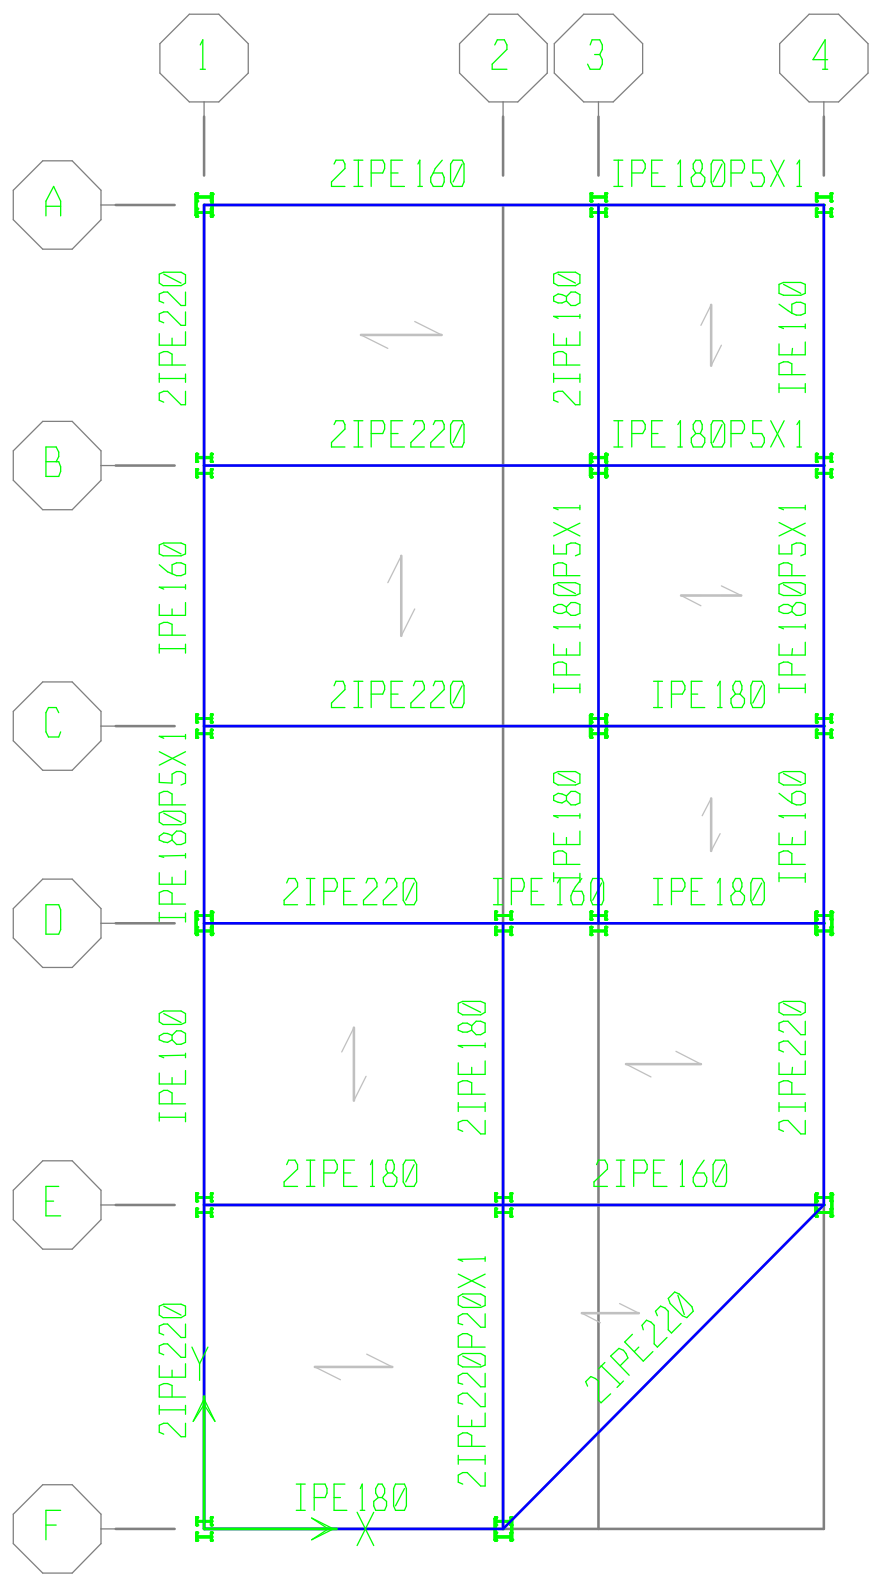 1 2 3 4
A
2IPE160 IPE180P5X1
2IPE220 2IPE180 IPE160
B
2IPE220 IPE180P5X1
IPE160 IPE180P5X1 IPE180P5X1
C
2IPE220 IPE180
IPE180P5X1 IPE180 IPE160
D
2IPE220 IPE160 IPE180
IPE180 2IPE180 2IPE220
E
2IPE180 2IPE160
2IPE220 2IPE220P20X1 2IPE220
Y
F
IPE180
X